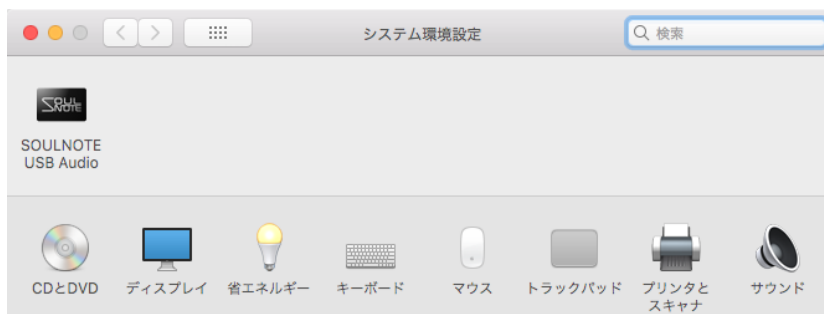 システム環境設定
検索
SOULNOTE
SOULNOTE
USB Audio
CDとDVD
ディスプレイ
省エネルギー
キーボード
マウス
トラックパッド
プリンタと
スキャナ
サウンド